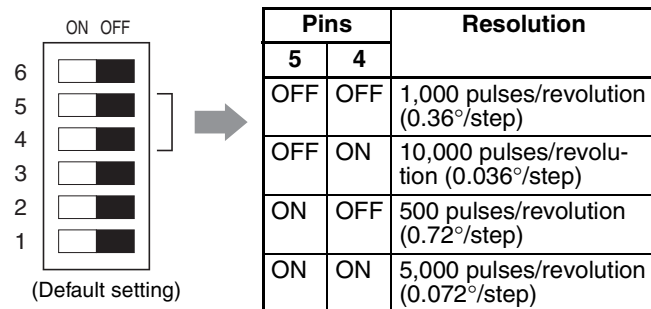 ON OFF
6
5
4
3
2
1
(Default setting)
Pins Resolution
5 4
OFF OFF 1,000 pulses/revolution
(0.36°/step)
OFF ON 10,000 pulses/revolu-
tion (0.036°/step)
ON OFF 500 pulses/revolution
(0.72°/step)
ON ON 5,000 pulses/revolution
(0.072°/step)